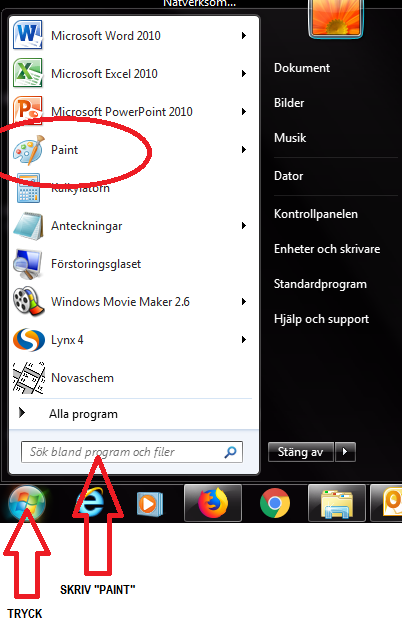 Nätverksom...
Microsoft Word 2010
Microsoft Excel 2010
Microsoft PowerPoint 2010
Paint
Kalkylatorn
Anteckningar
Förstoringsglaset
Windows Movie Maker 2.6
Lynx 4
Novaschem
Alla program
Sök bland program och filer
Dokument
Bilder
Musik
Dator
Kontrollpanelen
Enheter och skrivare
Standardprogram
Hjälp och support
Stäng av
SKRIV "PAINT"
TRYCK